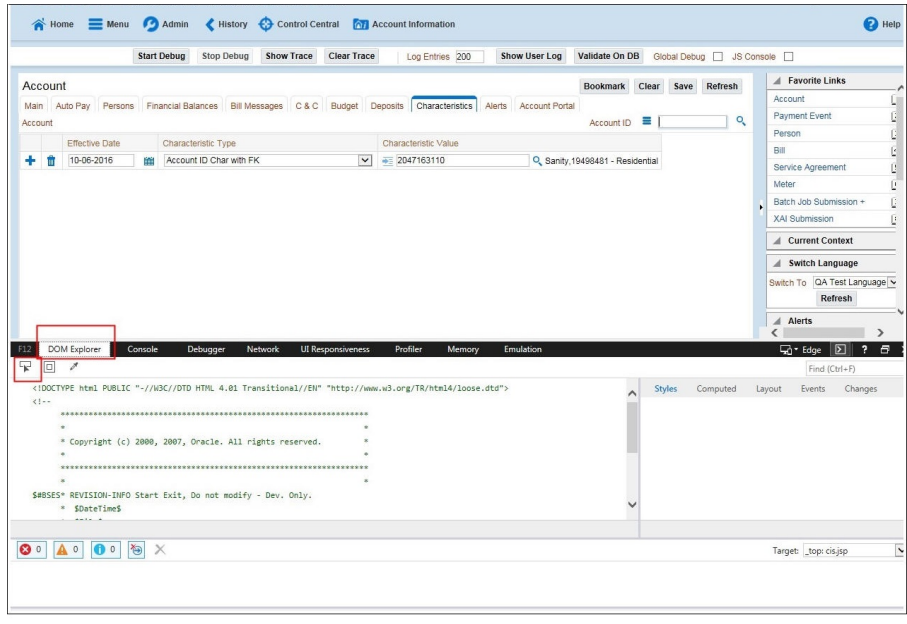 Home Menu Admin History Control Central Account Information Help
Start Debug Stop Debug Show Trace Clear Trace Log Entries 200 Show User Log Validate On DB Global Debug JS Console
Account Bookmark Clear Save Refresh
Main Auto Pay Persons Financial Balances Bill Messages C & C Budget Deposits Characteristics Alerts Account Portal
Account Account ID
Effective Date Characteristic Type Characteristic Value
10-06-2016 Account ID Char with FK 2047163110 Sanity,19498481 - Residential
Favorite Links
Account
Payment Event
Person
Bill
Service Agreement
Meter
Batch Job Submission +
XAI Submission
Current Context
Switch Language
Switch To QA Test Language
Refresh
Alerts
F12 DOM Explorer Console Debugger Network UI Responsiveness Profiler Memory Emulation Edge ?
Find (Ctrl+F)
<!DOCTYPE html PUBLIC "-//W3C//DTD HTML 4.01 Transitional//EN" "http://www.w3.org/TR/html4/loose.dtd">
<!--
* Copyright (c) 2000, 2007, Oracle. All rights reserved. *
$#BSES* REVISION-INFO Start Exit, Do not modify - Dev. Only.
* $DateTime$
Styles Computed Layout Events Changes
0 0 0
Target: _top: cis.jsp